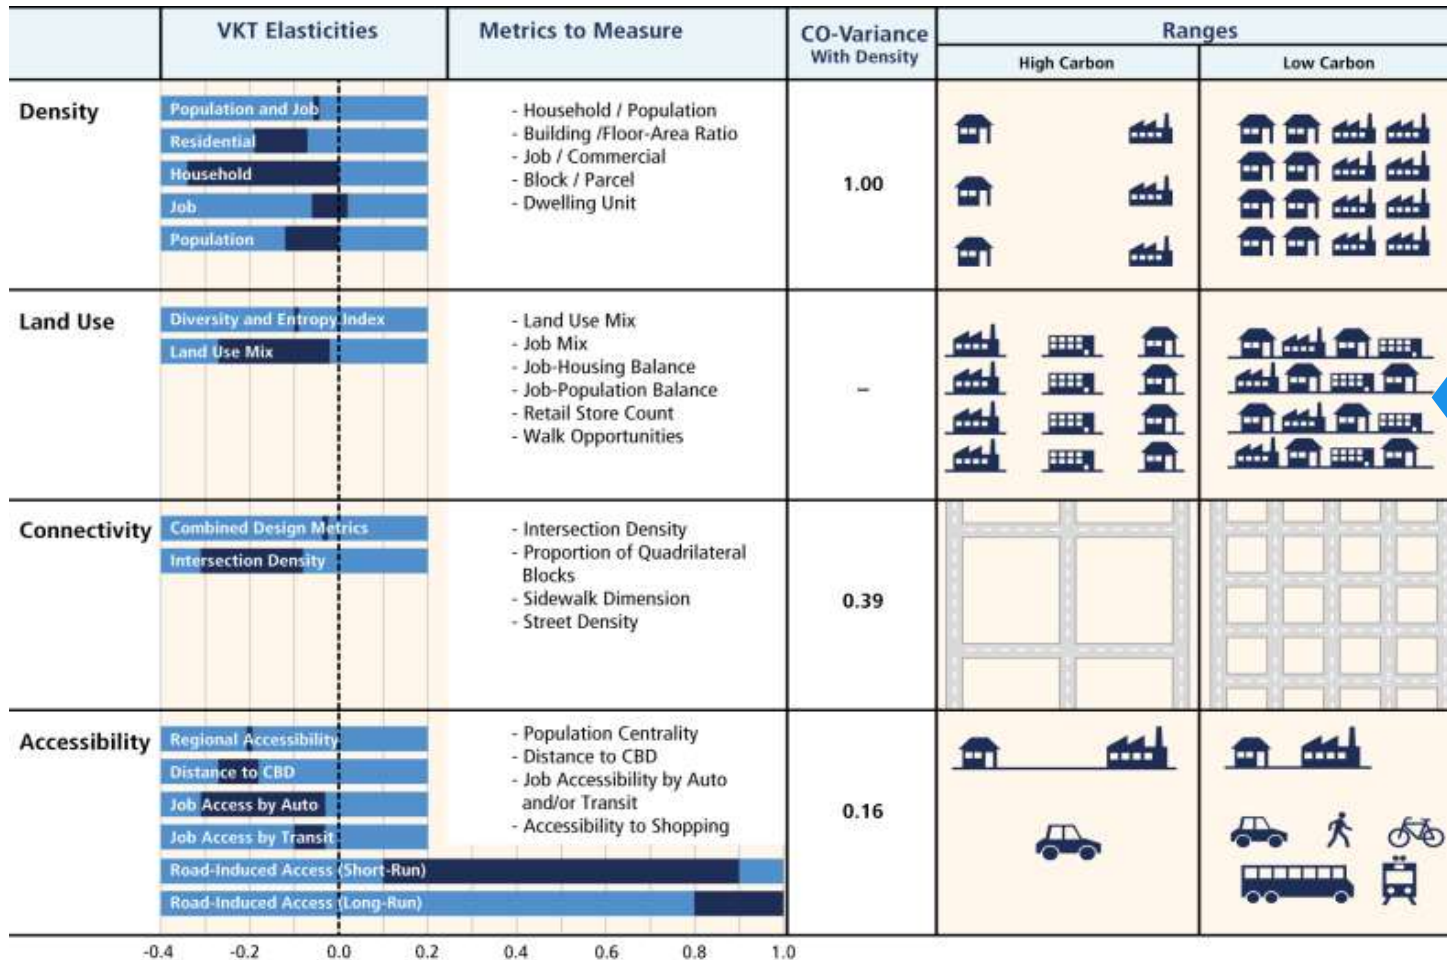 VKT Elasticities
Metrics to Measure
CO-Variance
With Density
Ranges
High Carbon
Low Carbon
Density
Population and Job
Residential
Household
Job
Population
- Household / Population
- Building /Floor-Area Ratio
- Job / Commercial
- Block / Parcel
- Dwelling Unit
1.00
Land Use
Diversity and Entropy Index
Land Use Mix
- Land Use Mix
- Job Mix
- Job-Housing Balance
- Job-Population Balance
- Retail Store Count
- Walk Opportunities
–
Connectivity
Combined Design Metrics
Intersection Density
- Intersection Density
- Proportion of Quadrilateral
Blocks
- Sidewalk Dimension
- Street Density
0.39
Accessibility
Regional Accessibility
Distance to CBD
Job Access by Auto
Job Access by Transit
Road-Induced Access (Short-Run)
Road-Induced Access (Long-Run)
- Population Centrality
- Distance to CBD
- Job Accessibility by Auto
and/or Transit
- Accessibility to Shopping
0.16
-0.4 -0.2 0.0 0.2 0.4 0.6 0.8 1.0